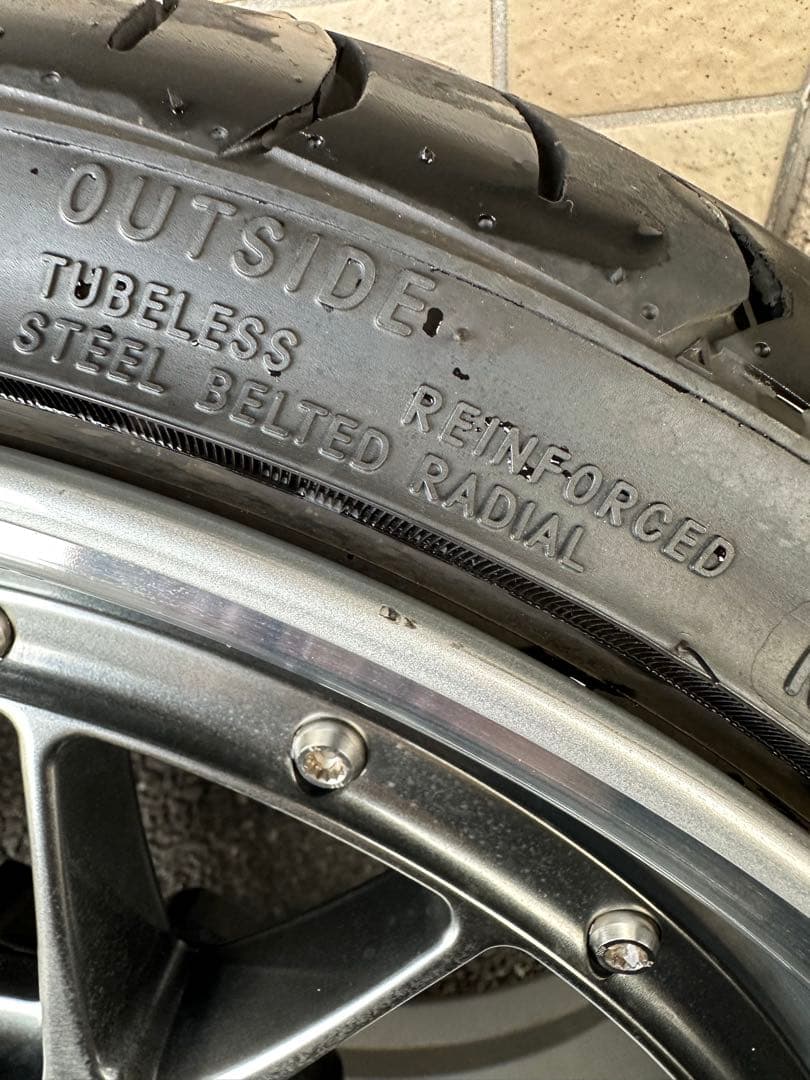 OUTSIDE
TUBELESS
REINFORCED
STEEL BELTED RADIAL